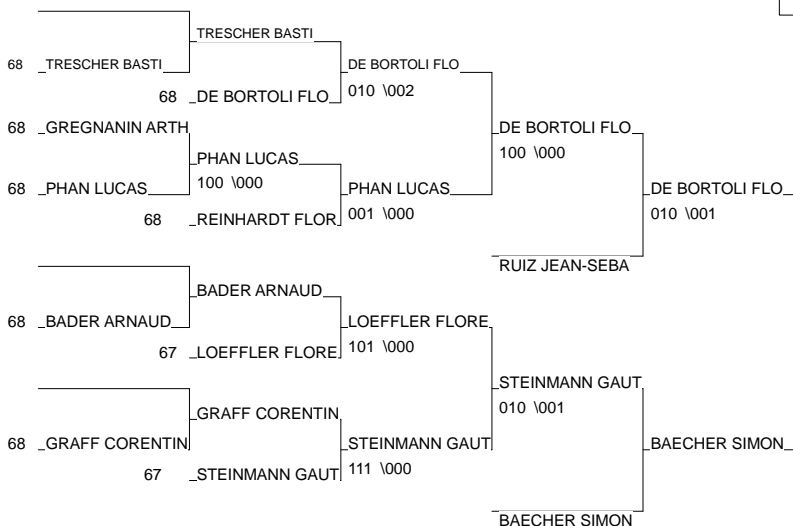 TRESCHER BASTI
68 TRESCHER BASTI
DE BORTOLI FLO
68 DE BORTOLI FLO
010 \002
68 GREGNANIN ARTH
DE BORTOLI FLO
100 \000
PHAN LUCAS
100 \000
68 PHAN LUCAS
PHAN LUCAS
001 \000
DE BORTOLI FLO
010 \001
68 REINHARDT FLOR
RUIZ JEAN-SEBA
BADER ARNAUD
68 BADER ARNAUD
LOEFFLER FLORE
101 \000
67 LOEFFLER FLORE
STEINMANN GAUT
010 \001
GRAFF CORENTIN
68 GRAFF CORENTIN
STEINMANN GAUT
111 \000
BAECHER SIMON
67 STEINMANN GAUT
BAECHER SIMON